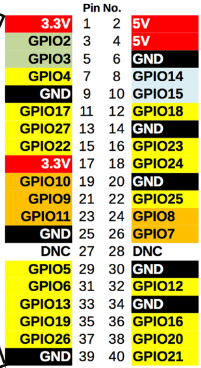 Pin No.
3.3V 1 2 5V
GPIO2 3 4 5V
GPIO3 5 6 GND
GPIO4 7 8 GPIO14
GND 9 10 GPIO15
GPIO17 11 12 GPIO18
GPIO27 13 14 GND
GPIO22 15 16 GPIO23
3.3V 17 18 GPIO24
GPIO10 19 20 GND
GPIO9 21 22 GPIO25
GPIO11 23 24 GPIO8
GND 25 26 GPIO7
DNC 27 28 DNC
GPIO5 29 30 GND
GPIO6 31 32 GPIO12
GPIO13 33 34 GND
GPIO19 35 36 GPIO16
GPIO26 37 38 GPIO20
GND 39 40 GPIO21